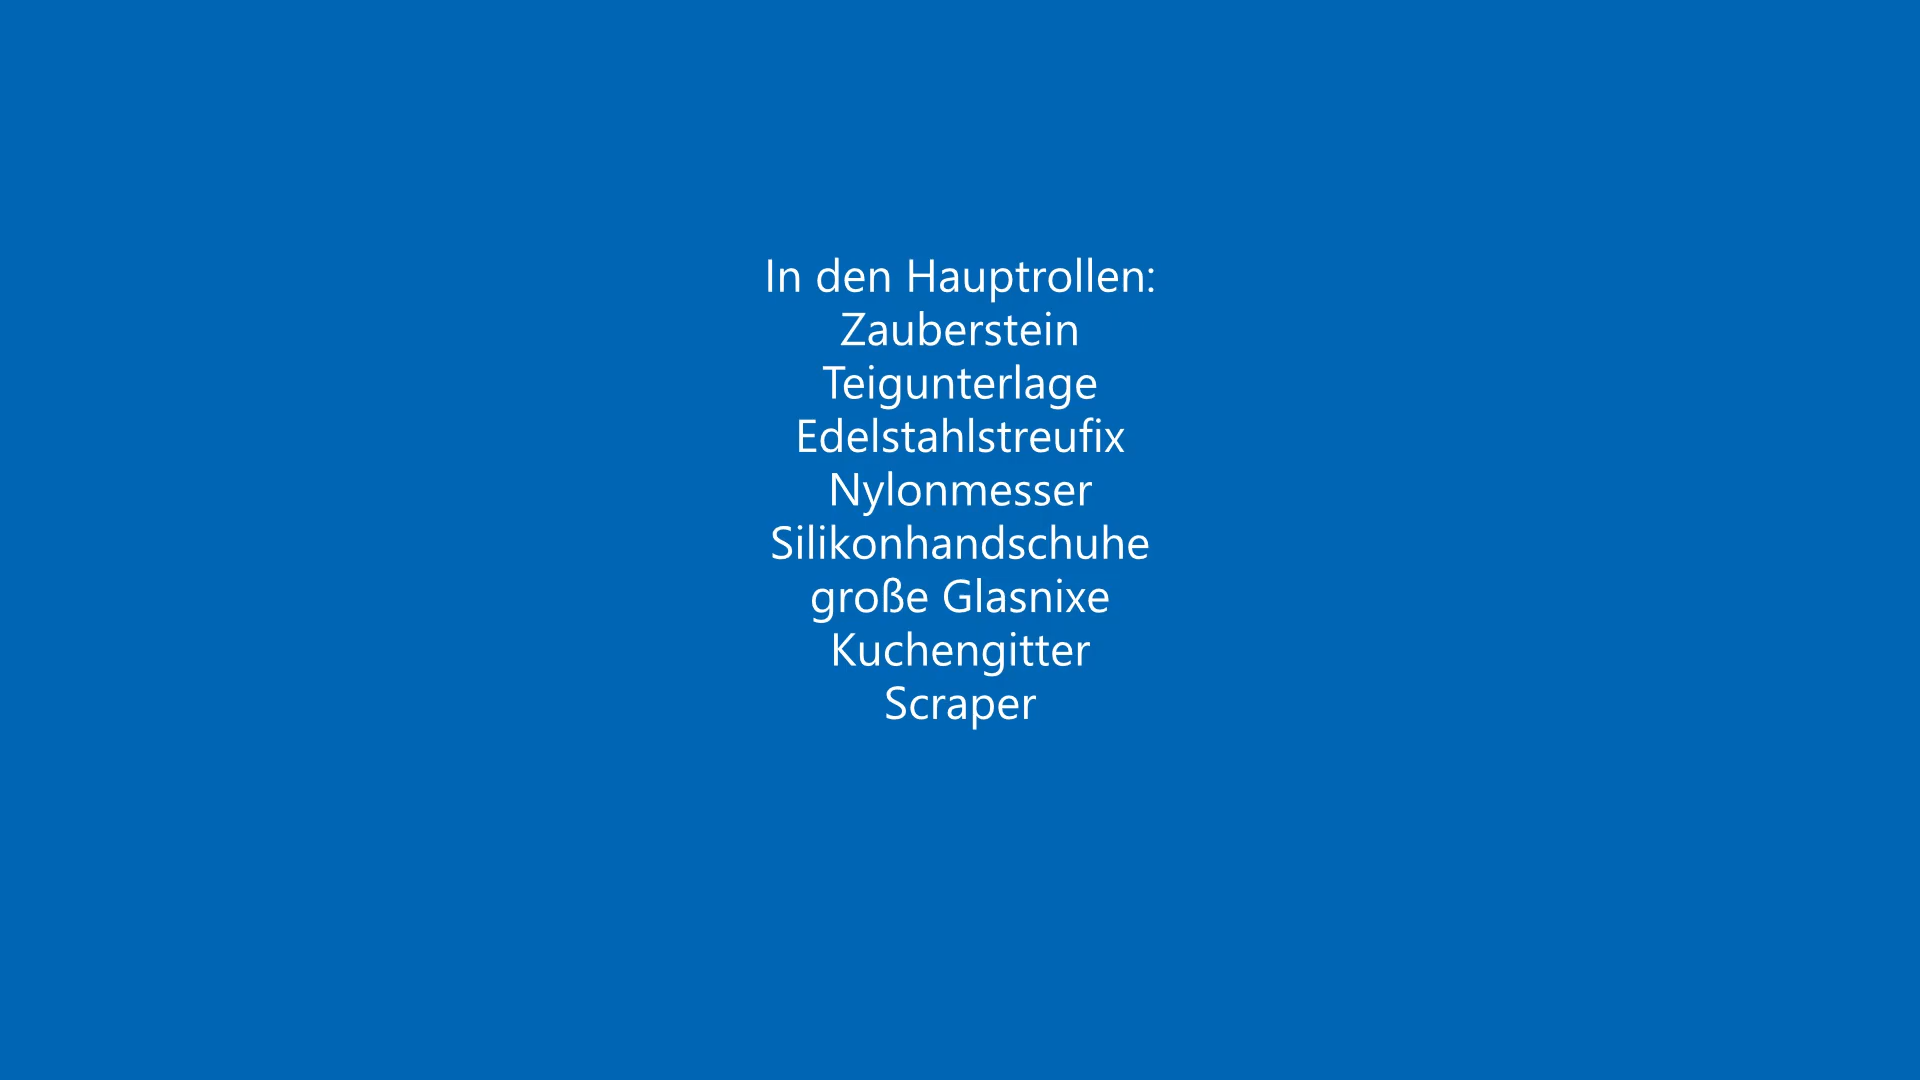 In den Hauptrollen:
Zauberstein
Teigunterlage
Edelstahlstreufix
Nylonmesser
Silikonhandschuhe
große Glasnixe
Kuchengitter
Scraper